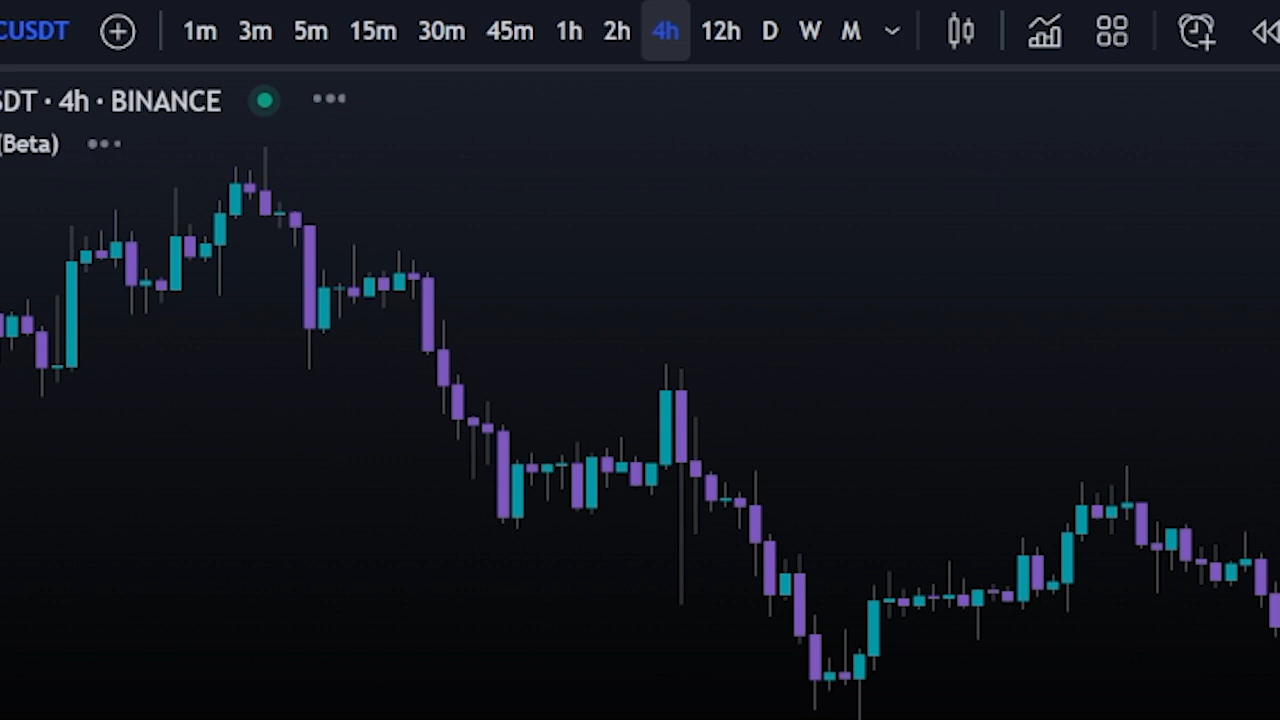 CUSDT 1m 3m 5m 15m 30m 45m 1h 2h 4h 12h D W M
SDT · 4h · BINANCE
(Beta)